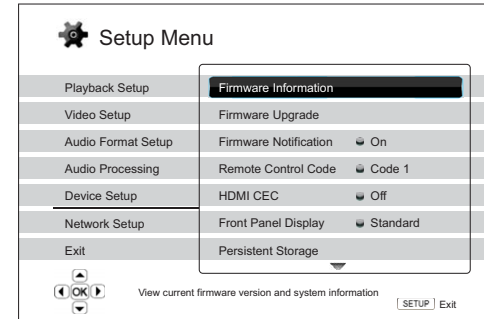 Setup Menu
Playback Setup
Video Setup
Audio Format Setup
Audio Processing
Device Setup
Network Setup
Exit
Firmware Information
Firmware Upgrade
Firmware Notification On
Remote Control Code Code 1
HDMI CEC Off
Front Panel Display Standard
Persistent Storage
OK
View current firmware version and system information
SETUP Exit